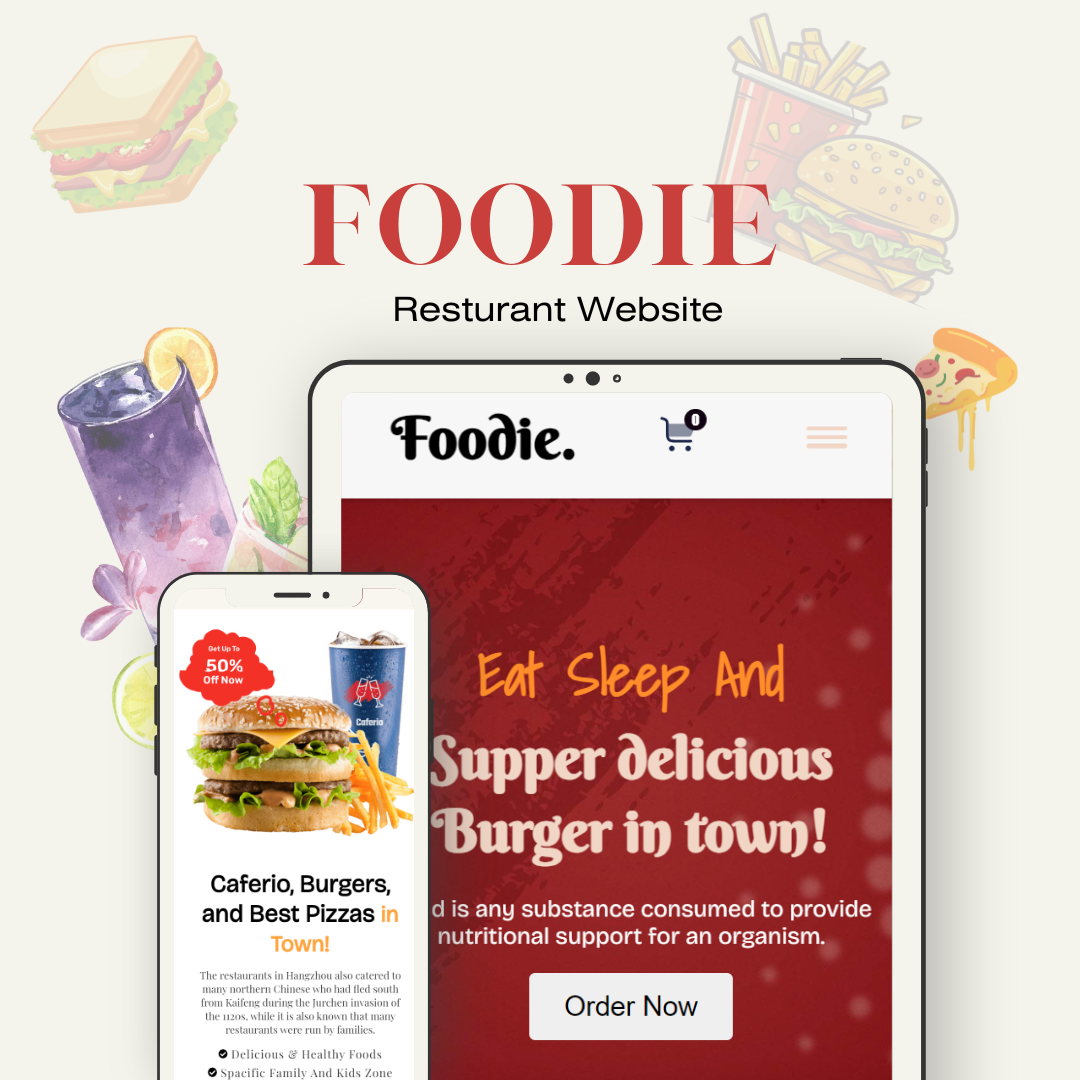 FOODIE
Resturant Website
Foodie.
0
Eat Sleep And
Supper delicious
Burger in town!
d is any substance consumed to provide
nutritional support for an organism.
Order Now
Get Up To
50%
Off Now
Caferio
Caferio, Burgers,
and Best Pizzas in
Town!
The restaurants in Hangzhou also catered to
many northern Chinese who had fled south
from Kaifeng during the Jurchen invasion of
the 1120s, while it is also known that many
restaurants were run by families.
Delicious & Healthy Foods
Spacific Family And Kids Zone